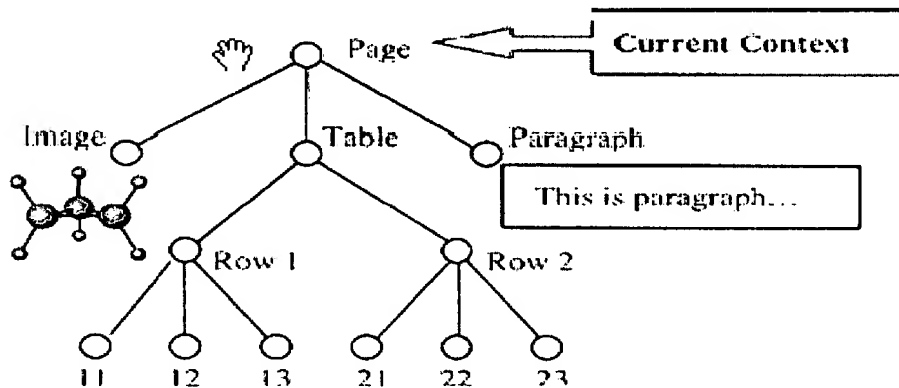 Page
Current Context
Image
Table
Paragraph
This is paragraph...
Row 1
Row 2
11 12 13 21 22 23